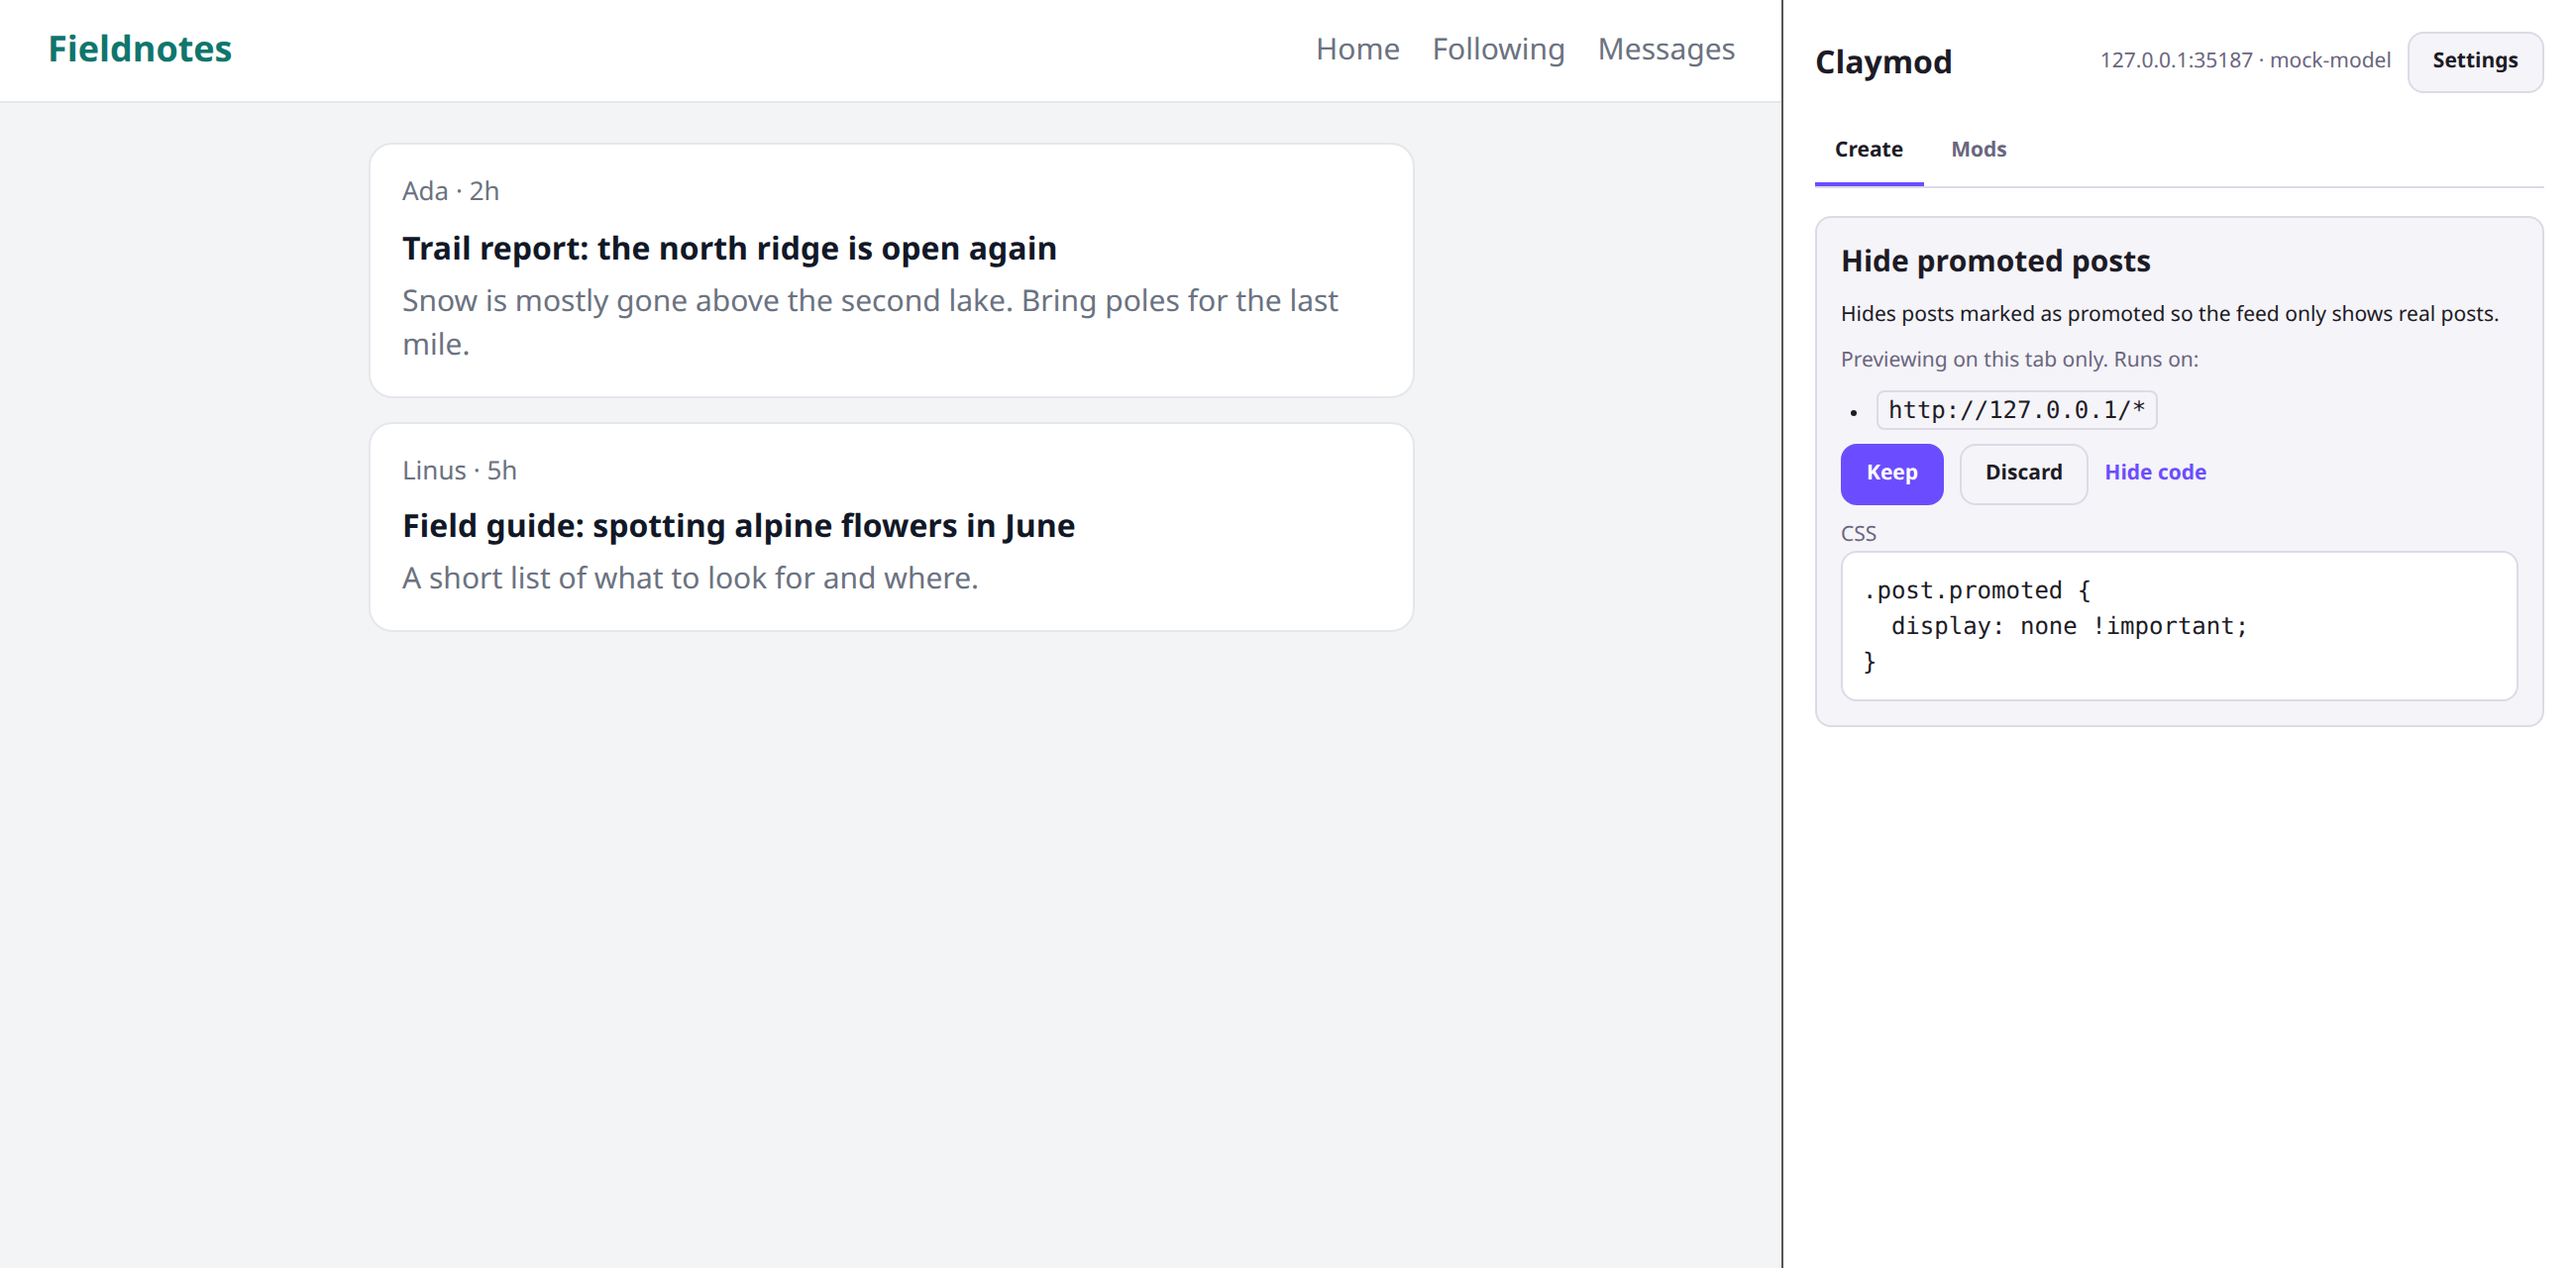 Fieldnotes
Home Following Messages
Ada · 2h
Trail report: the north ridge is open again
Snow is mostly gone above the second lake. Bring poles for the last
mile.
Linus · 5h
Field guide: spotting alpine flowers in June
A short list of what to look for and where.
Claymod
127.0.0.1:35187 · mock-model
Settings
Create Mods
Hide promoted posts
Hides posts marked as promoted so the feed only shows real posts.
Previewing on this tab only. Runs on:
• http://127.0.0.1/*
Keep Discard Hide code
CSS
.post.promoted {
  display: none !important;
}